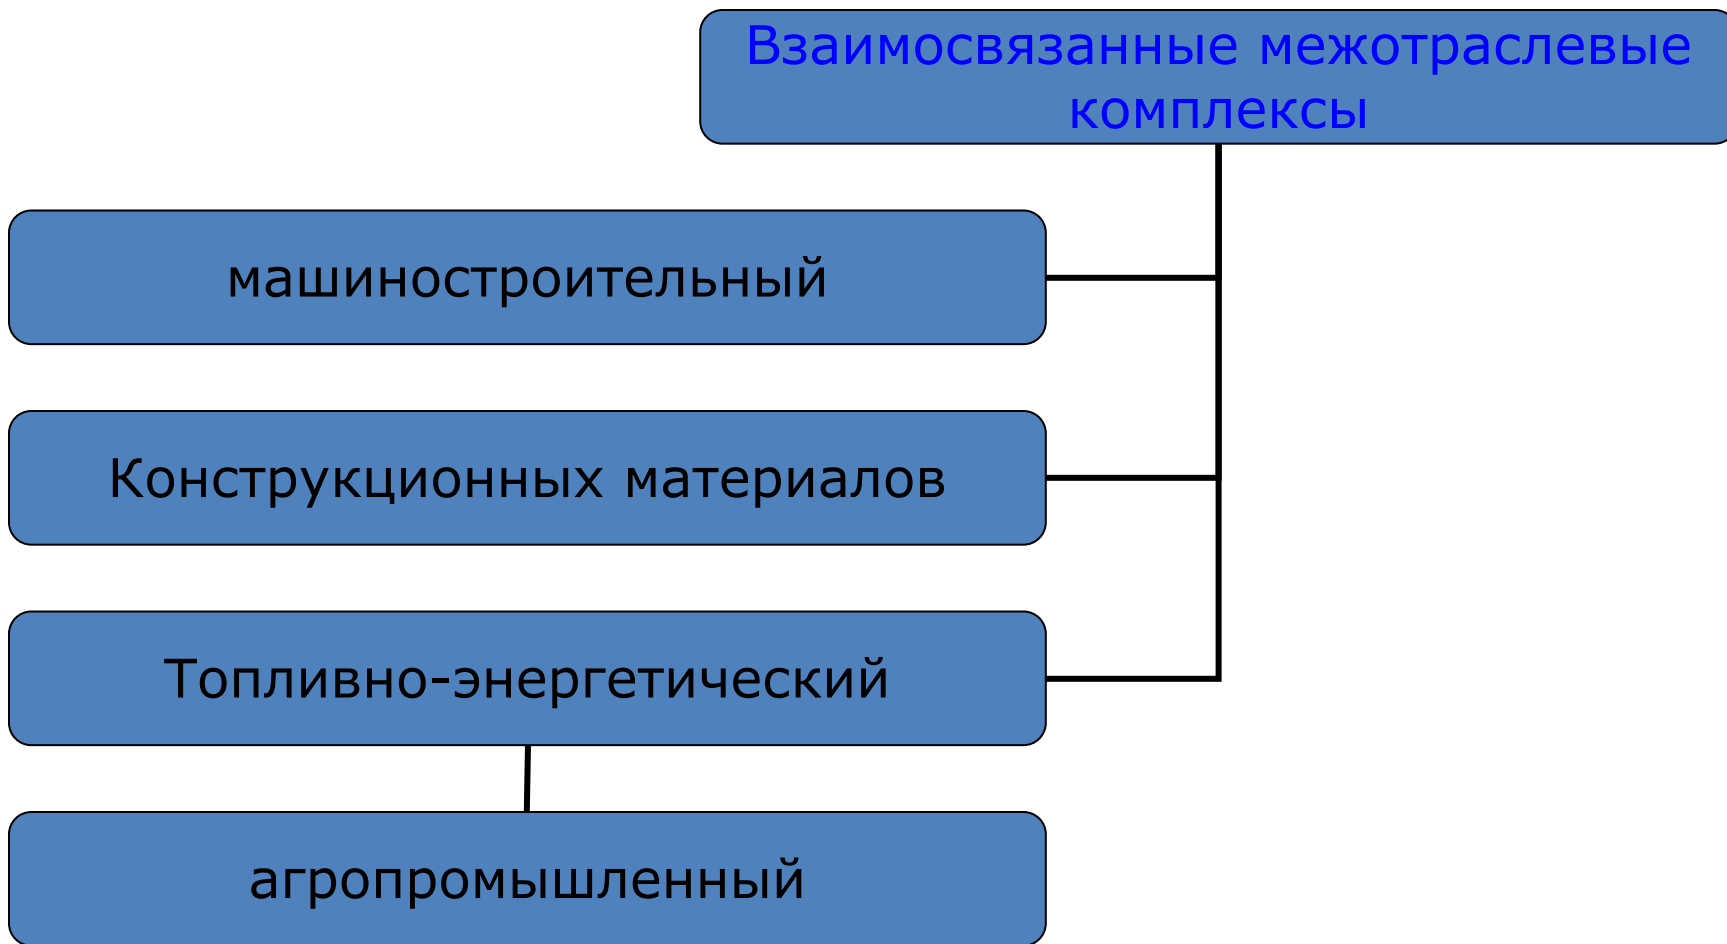 Взаимосвязанные межотраслевые
комплексы
машиностроительный
Конструкционных материалов
Топливно-энергетический
агропромышленный